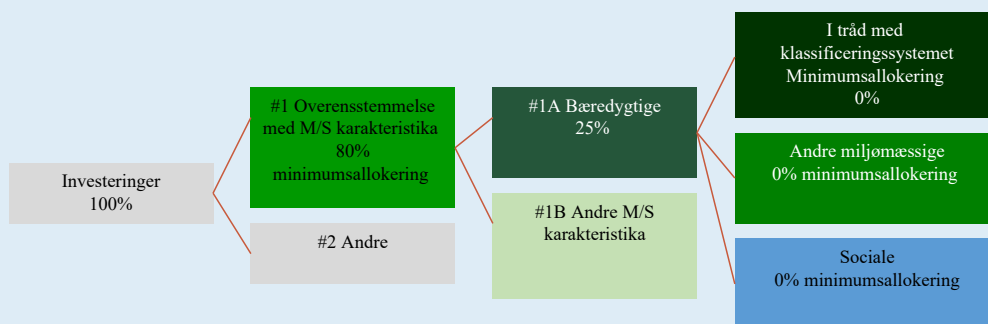 Investeringer
100%
#1 Overensstemmelse
med M/S karakteristika
80%
minimumsallokering
#2 Andre
#1A Bæredygtige
25%
#1B Andre M/S
karakteristika
I tråd med
klassificeringssystemet
Minimumsallokering
0%
Andre miljømæssige
0% minimumsallokering
Sociale
0% minimumsallokering